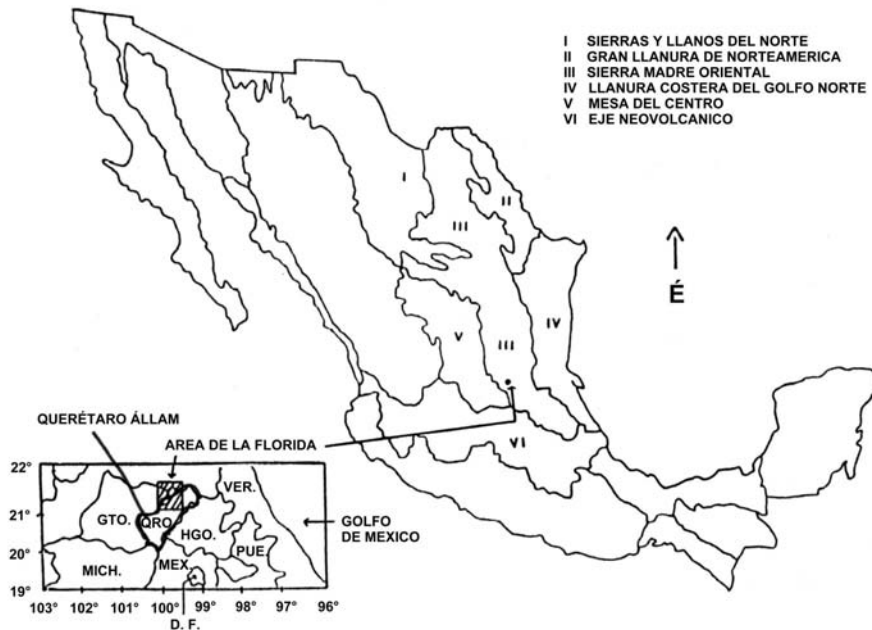 I SIERRAS Y LLANOS DEL NORTE
II GRAN LLANURA DE NORTEAMERICA
III SIERRA MADRE ORIENTAL
IV LLANURA COSTERA DEL GOLFO NORTE
V MESA DEL CENTRO
VI EJE NEOVOLCANICO
I
II
III
É
IV
V
III
QUERÉTARO ÁLLAM
AREA DE LA FLORIDA
VI
22°
VER.
21°
GTO.
QRO.
HGO.
GOLFO
DE MEXICO
20°
PUE
MICH.
MEX.
19°
103° 102° 101° 100° 99° 98° 97° 96°
D. F.